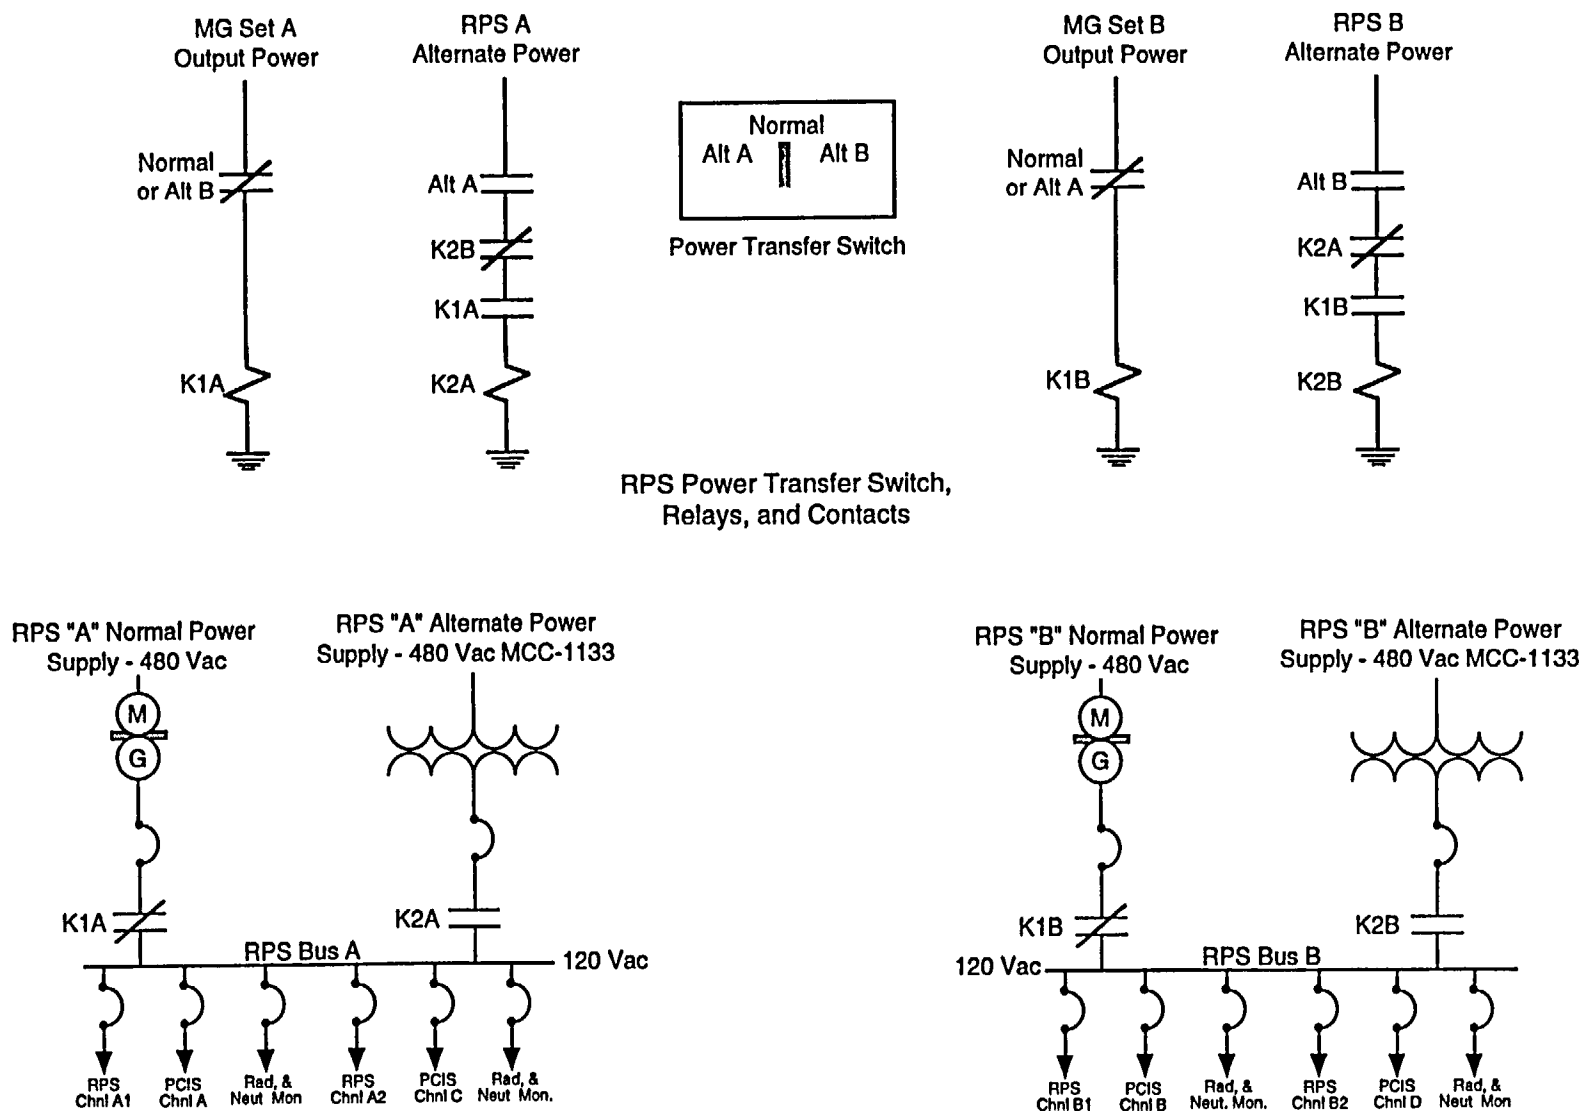 MG Set A
Output Power
RPS A
Alternate Power
MG Set B
Output Power
RPS B
Alternate Power
Normal
Alt A
Alt B
Power Transfer Switch
Normal
or Alt B
K1A
Alt A
K2B
K1A
K2A
Normal
or Alt A
K1B
Alt B
K2A
K1B
K2B
RPS Power Transfer Switch,
Relays, and Contacts
RPS "A" Normal Power
Supply - 480 Vac
M
G
K1A
RPS "A" Alternate Power
Supply - 480 Vac MCC-1133
K2A
RPS Bus A
120 Vac
RPS
Chnl A1
PCIS
Chnl A
Rad, &
Neut Mon
RPS
Chnl A2
PCIS
Chnl C
Rad, &
Neut Mon.
RPS "B" Normal Power
Supply - 480 Vac
M
G
K1B
RPS "B" Alternate Power
Supply - 480 Vac MCC-1133
K2B
120 Vac
RPS Bus B
RPS
Chnl B1
PCIS
Chnl B
Rad, &
Neut. Mon.
RPS
Chnl B2
PCIS
Chnl D
Rad, &
Neut Mon